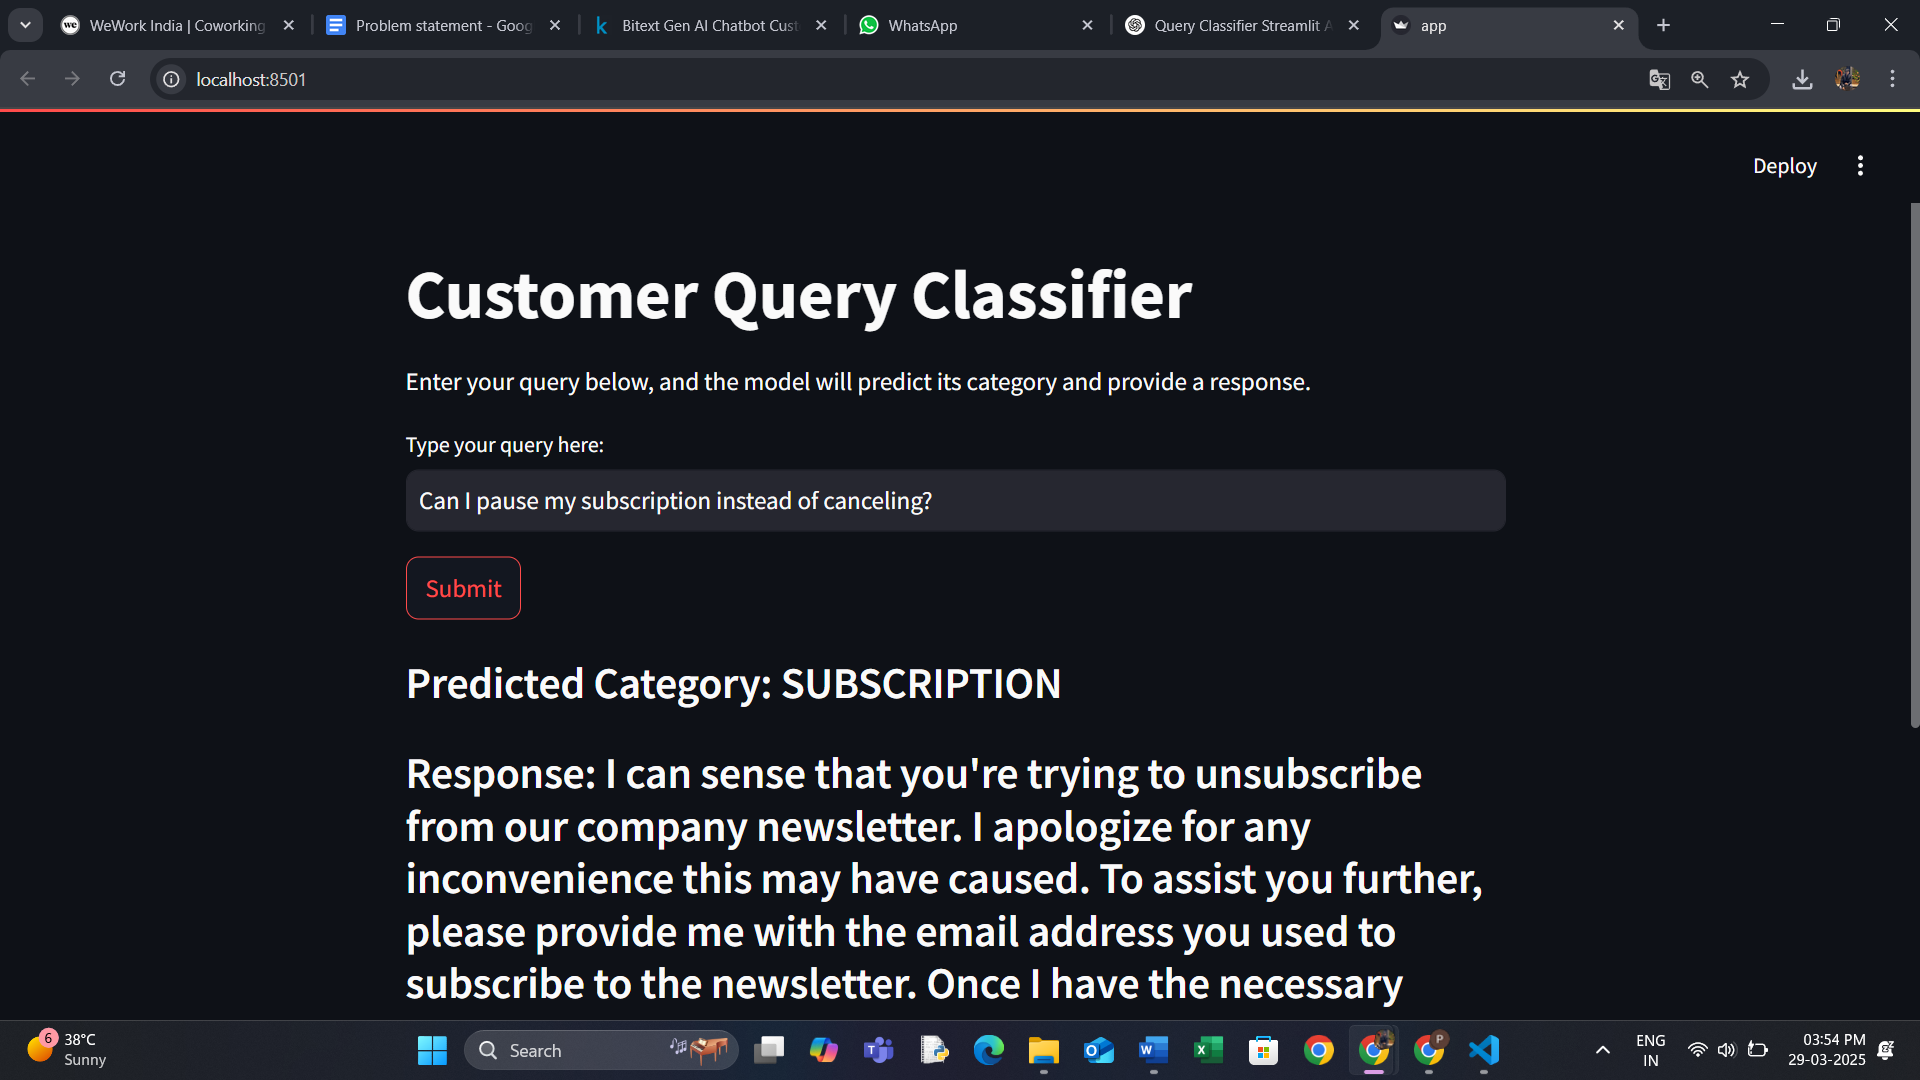 we WeWork India | Coworking
Problem statement - Goog
k Bitext Gen AI Chatbot Cust
WhatsApp
Query Classifier Streamlit A
app
localhost:8501
Deploy
Customer Query Classifier
Enter your query below, and the model will predict its category and provide a response.
Type your query here:
Can I pause my subscription instead of canceling?
Submit
Predicted Category: SUBSCRIPTION
Response: I can sense that you're trying to unsubscribe
from our company newsletter. I apologize for any
inconvenience this may have caused. To assist you further,
please provide me with the email address you used to
subscribe to the newsletter. Once I have the necessary
6
38°C
Sunny
Search
P
ENG
IN
03:54 PM
29-03-2025